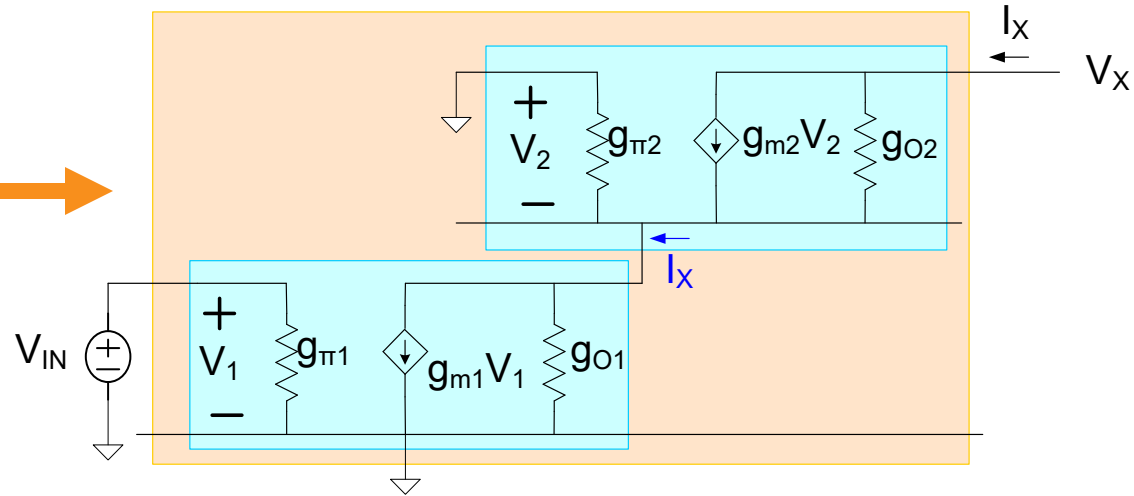 I_X
V_X
+
V_2
−
g_π2
g_m2V_2
g_O2
I_X
V_IN
+
−
+
V_1
−
g_π1
g_m1V_1
g_O1